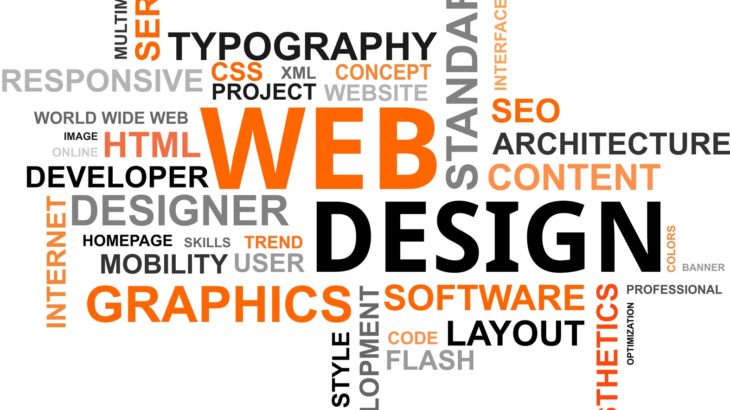 MULTIM
SER
TYPOGRAPHY
STANDAR
INTERFACE
RESPONSIVE
CSS
XML
CONCEPT
PROJECT
WEBSITE
WORLD WIDE WEB
SEO
IMAGE
ONLINE
HTML
WEB
ARCHITECTURE
DEVELOPER
CONTENT
INTERNET
DESIGNER
DESIGN
HOMEPAGE
SKILLS
TREND
COLORS
MOBILITY
USER
BANNER
GRAPHICS
SOFTWARE
THETICS
PROFESSIONAL
OPTIMIZATION
STYLE
LOPMENT
CODE
LAYOUT
FLASH